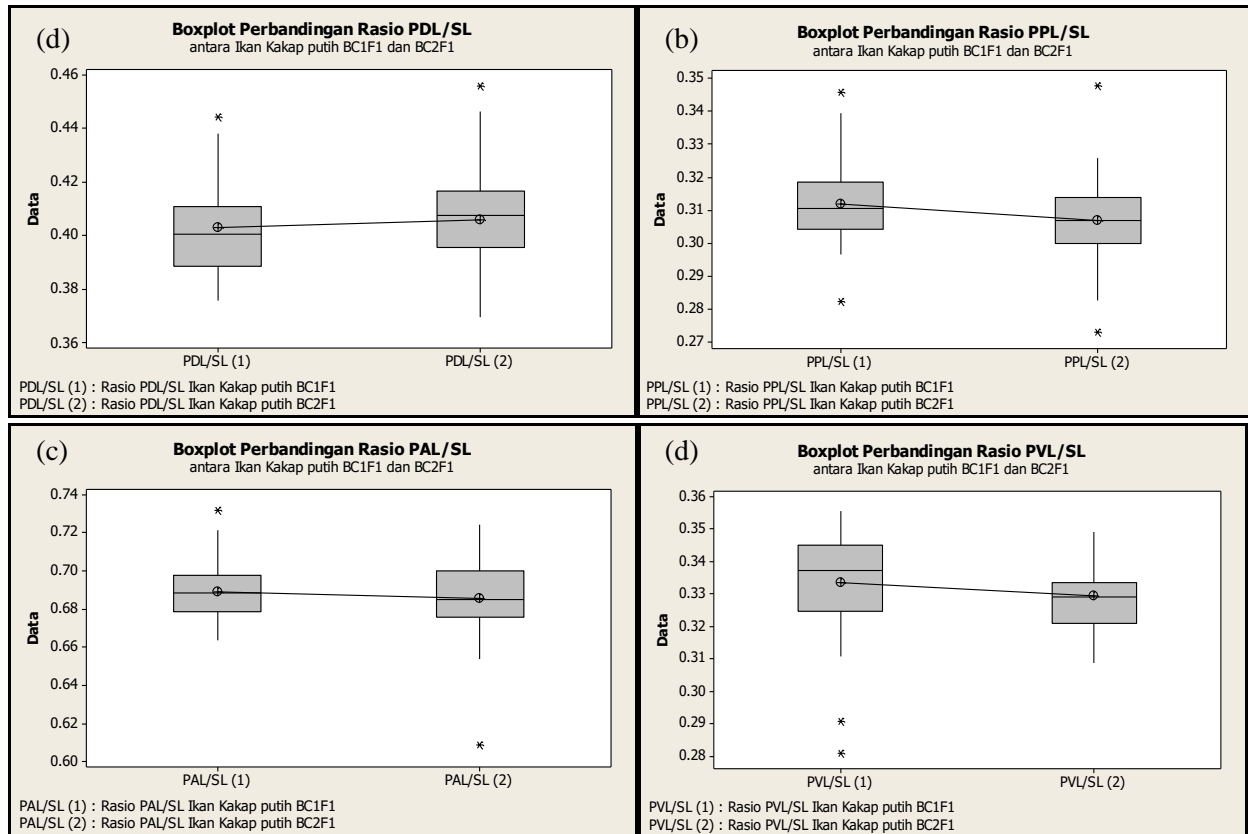 (d)
Boxplot Perbandingan Rasio PDL/SL
antara Ikan Kakap putih BC1F1 dan BC2F1
0.46
0.44
0.42
0.40
0.38
0.36
Data
PDL/SL (1)
PDL/SL (2)
PDL/SL (1) : Rasio PDL/SL Ikan Kakap putih BC1F1
PDL/SL (2) : Rasio PDL/SL Ikan Kakap putih BC2F1
(b)
Boxplot Perbandingan Rasio PPL/SL
antara Ikan Kakap putih BC1F1 dan BC2F1
0.35
0.34
0.33
0.32
0.31
0.30
0.29
0.28
0.27
Data
PPL/SL (1)
PPL/SL (2)
PPL/SL (1) : Rasio PPL/SL Ikan Kakap putih BC1F1
PPL/SL (2) : Rasio PPL/SL Ikan Kakap putih BC2F1
(c)
Boxplot Perbandingan Rasio PAL/SL
antara Ikan Kakap putih BC1F1 dan BC2F1
0.74
0.72
0.70
0.68
0.66
0.64
0.62
0.60
Data
PAL/SL (1)
PAL/SL (2)
PAL/SL (1) : Rasio PAL/SL Ikan Kakap putih BC1F1
PAL/SL (2) : Rasio PAL/SL Ikan Kakap putih BC2F1
(d)
Boxplot Perbandingan Rasio PVL/SL
antara Ikan Kakap putih BC1F1 dan BC2F1
0.36
0.35
0.34
0.33
0.32
0.31
0.30
0.29
0.28
Data
PVL/SL (1)
PVL/SL (2)
PVL/SL (1) : Rasio PVL/SL Ikan Kakap putih BC1F1
PVL/SL (2) : Rasio PVL/SL Ikan Kakap putih BC2F1